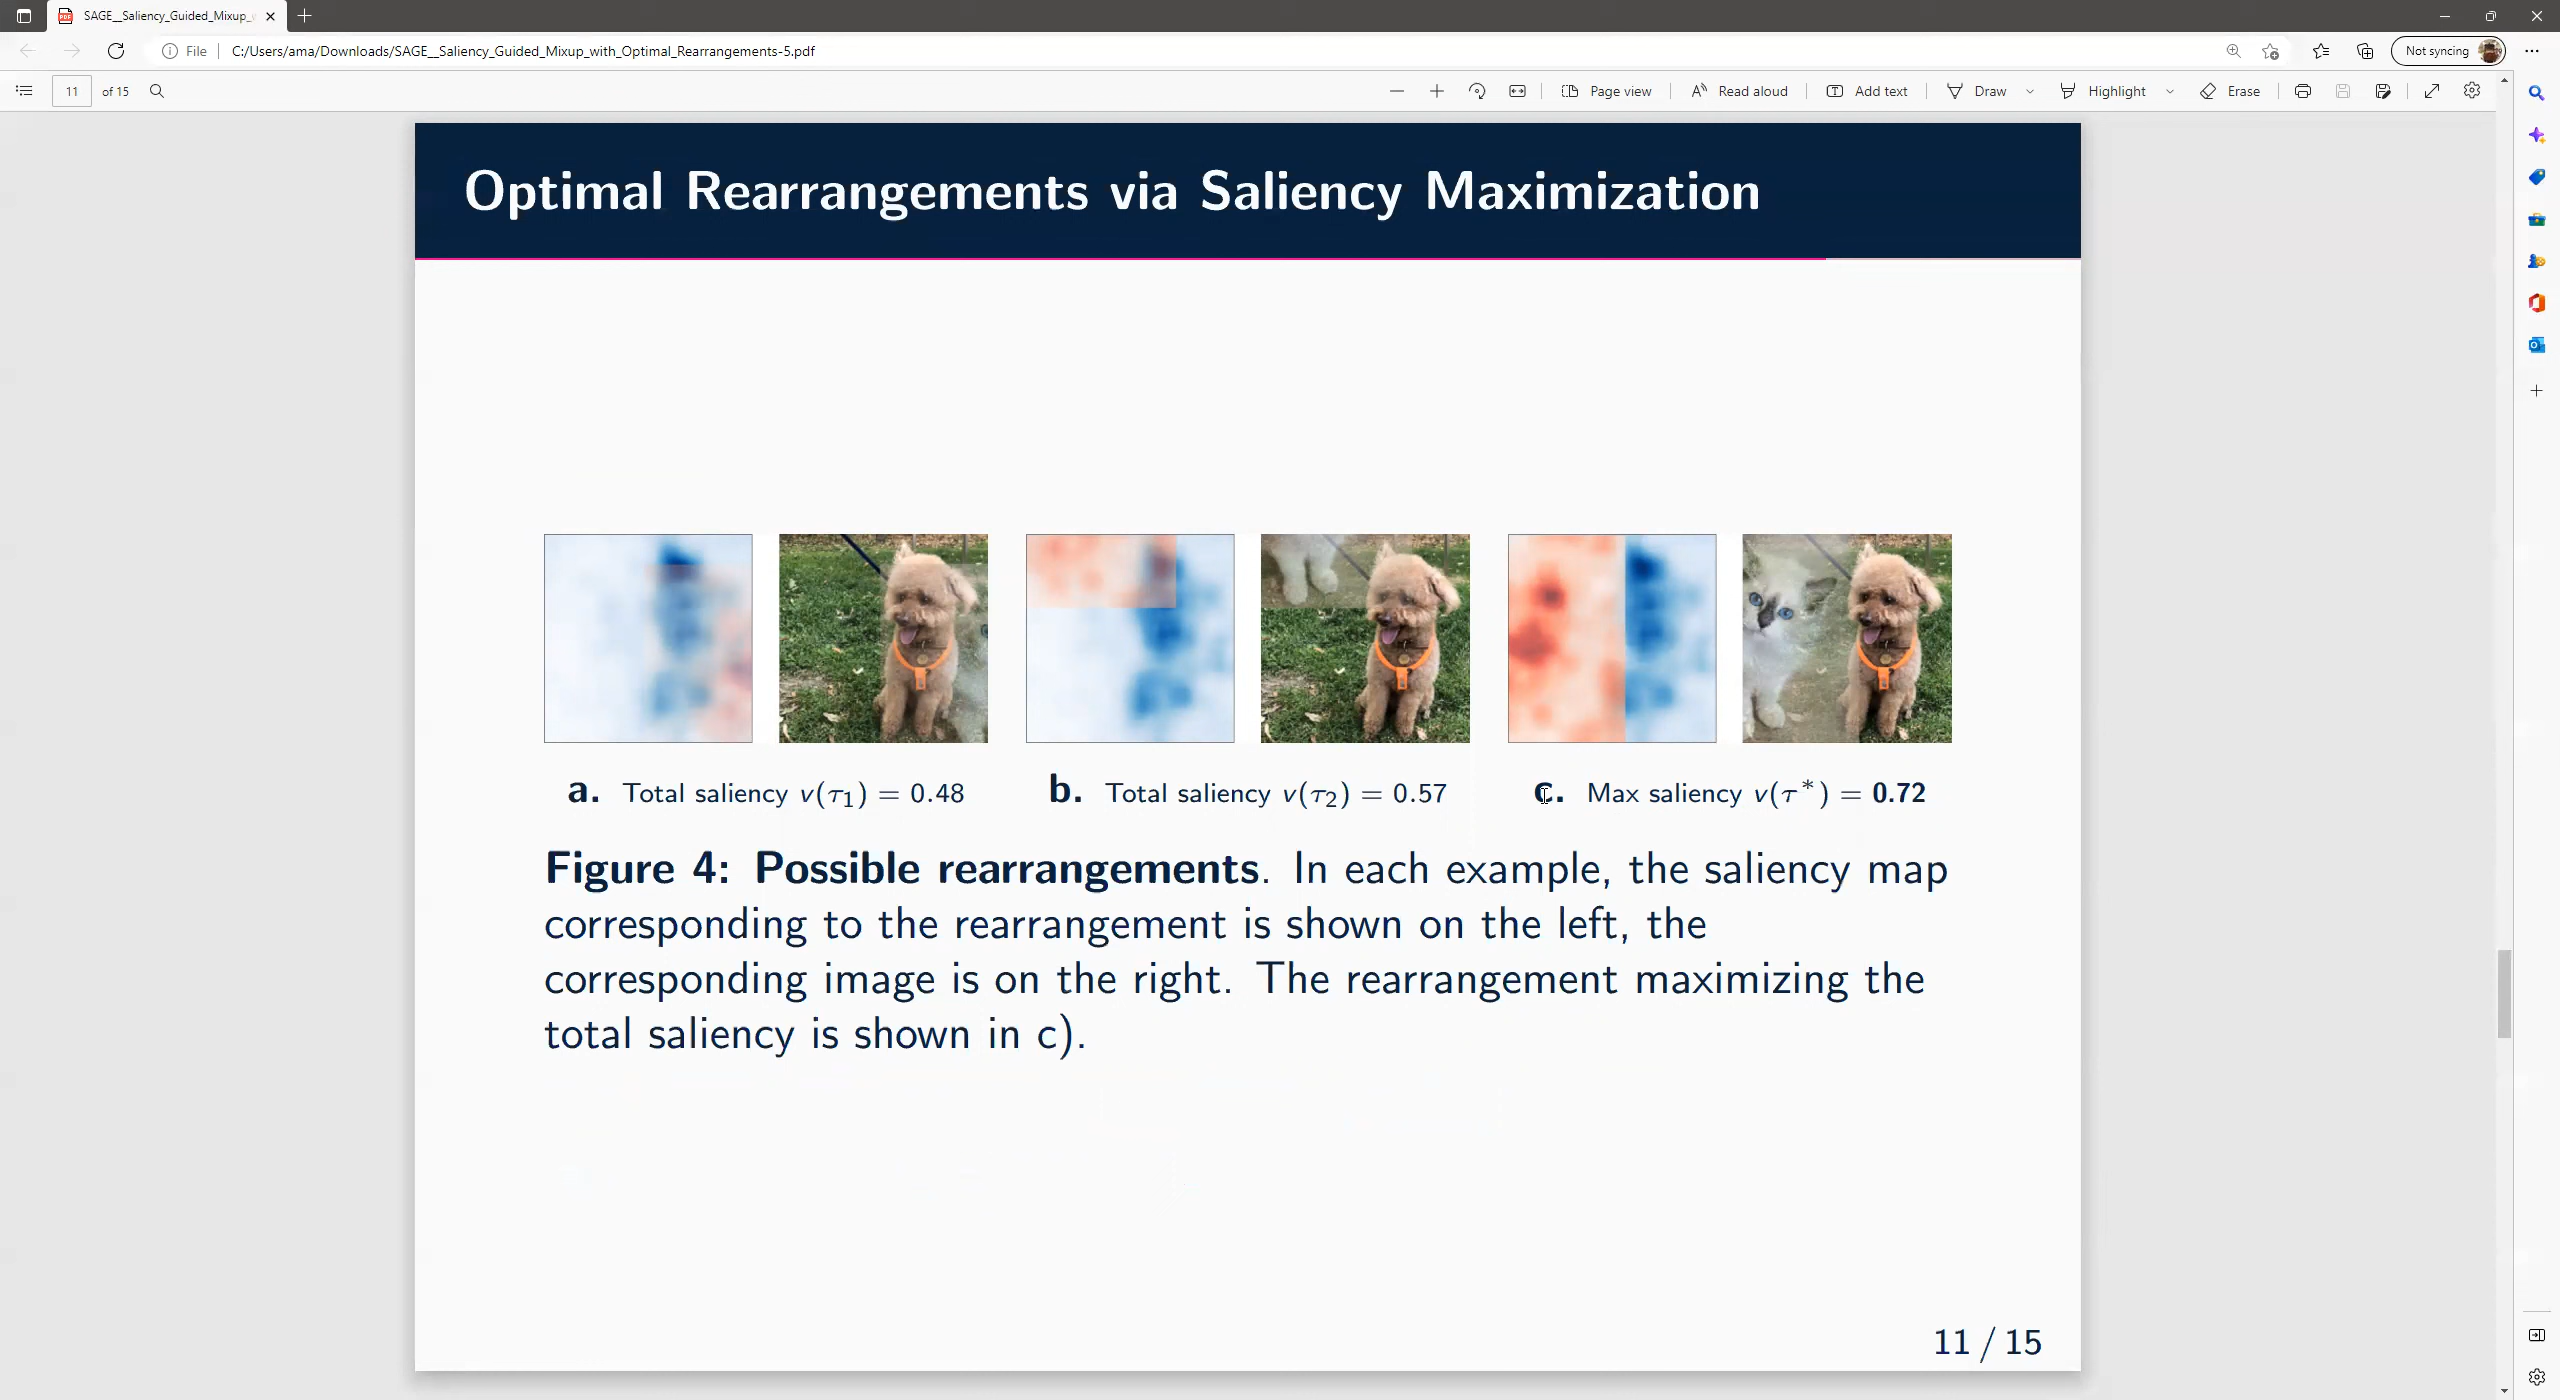 SAGE__Saliency_Guided_Mixup_
File C:/Users/ama/Downloads/SAGE__Saliency_Guided_Mixup_with_Optimal_Rearrangements-5.pdf Not syncing
11 of 15 Page view Read aloud Add text Draw Highlight Erase
Optimal Rearrangements via Saliency Maximization
a. Total saliency v(τ₁) = 0.48 b. Total saliency v(τ₂) = 0.57 c. Max saliency v(τ*) = 0.72
Figure 4: Possible rearrangements. In each example, the saliency map
corresponding to the rearrangement is shown on the left, the
corresponding image is on the right. The rearrangement maximizing the
total saliency is shown in c).
11 / 15